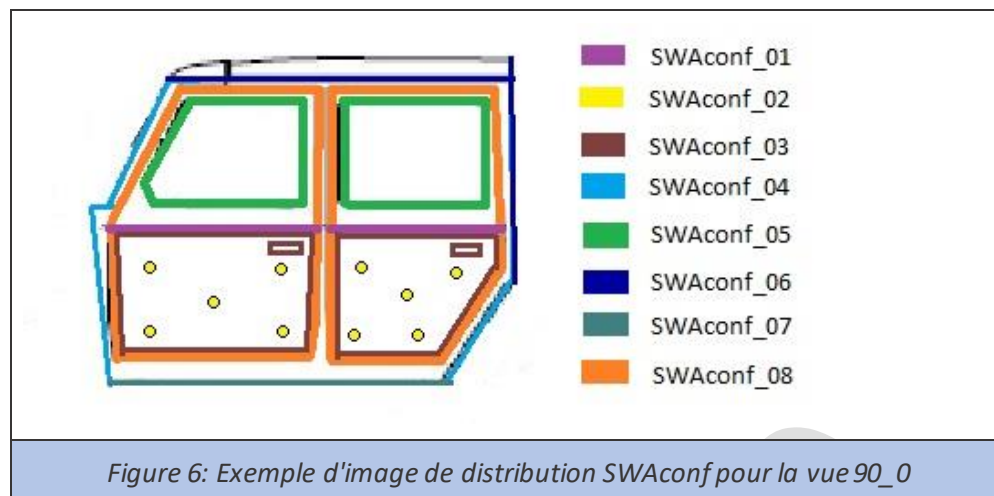 SWAconf_01
SWAconf_02
SWAconf_03
SWAconf_04
SWAconf_05
SWAconf_06
SWAconf_07
SWAconf_08
Figure 6: Exemple d'image de distribution SWAconf pour la vue 90_0